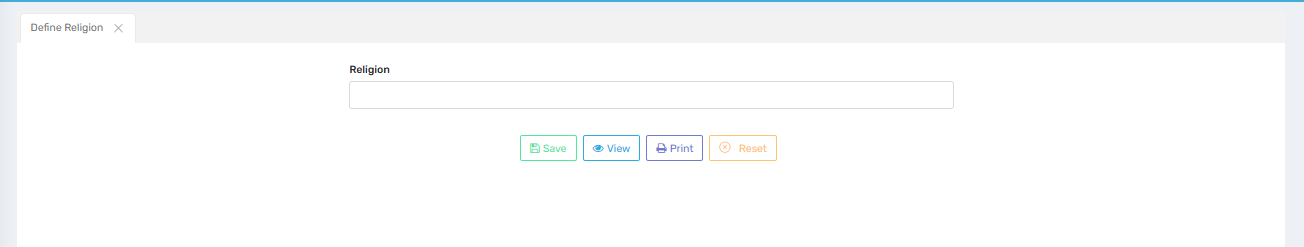 Define Religion
Religion
Save View Print Reset